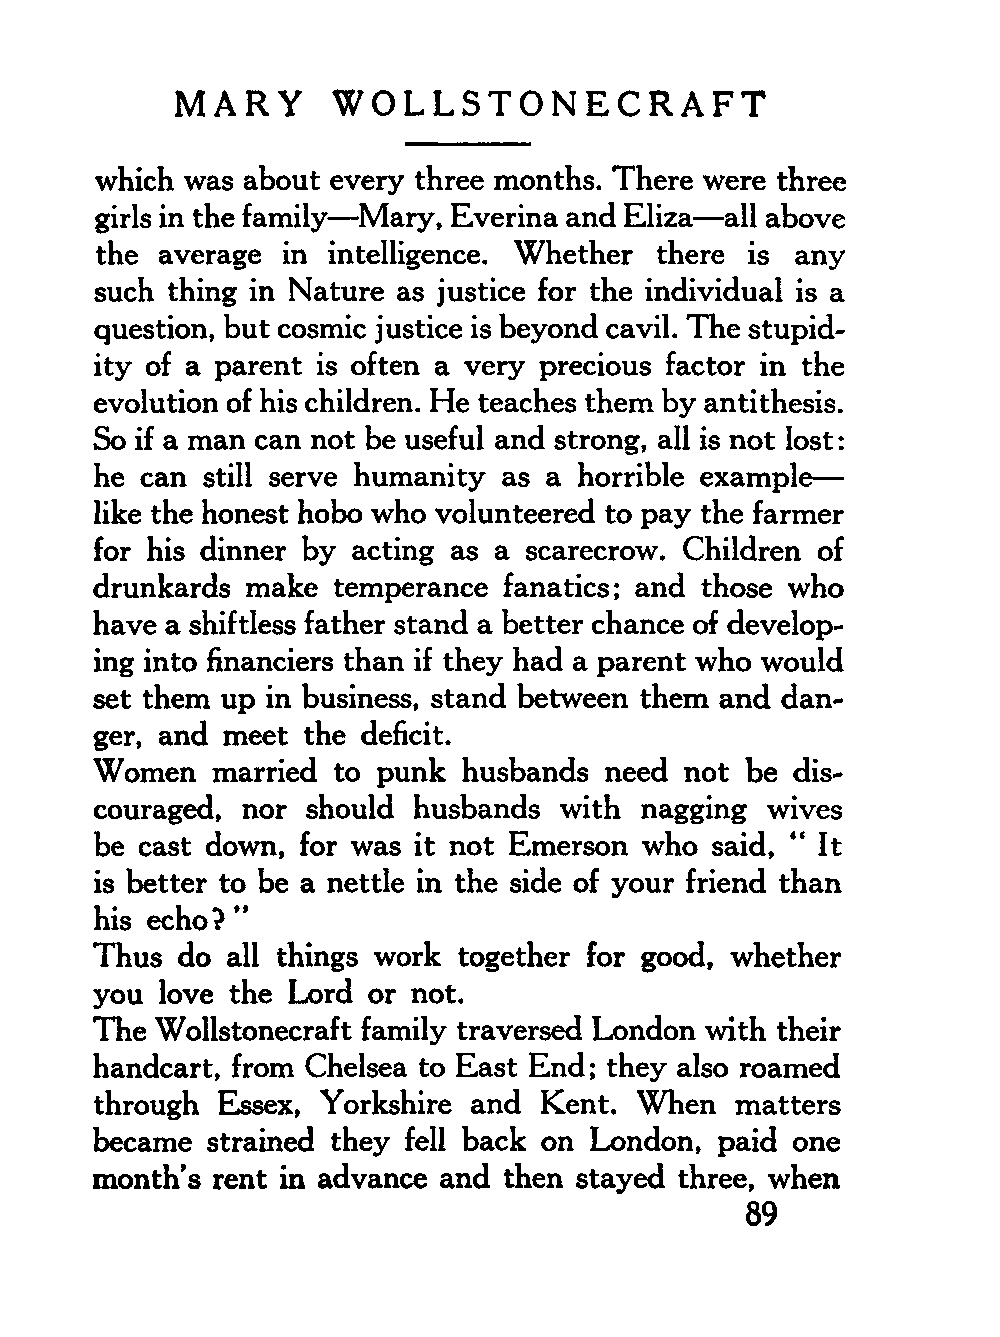 MARY WOLLSTONECRAFT
which was about every three months. There were three
girls in the family—Mary, Everina and Eliza—all above
the average in intelligence. Whether there is any
such thing in Nature as justice for the individual is a
question, but cosmic justice is beyond cavil. The stupid-
ity of a parent is often a very precious factor in the
evolution of his children. He teaches them by antithesis.
So if a man can not be useful and strong, all is not lost:
he can still serve humanity as a horrible example—
like the honest hobo who volunteered to pay the farmer
for his dinner by acting as a scarecrow. Children of
drunkards make temperance fanatics; and those who
have a shiftless father stand a better chance of develop-
ing into financiers than if they had a parent who would
set them up in business, stand between them and dan-
ger, and meet the deficit.
Women married to punk husbands need not be dis-
couraged, nor should husbands with nagging wives
be cast down, for was it not Emerson who said, “ It
is better to be a nettle in the side of your friend than
his echo? ”
Thus do all things work together for good, whether
you love the Lord or not.
The Wollstonecraft family traversed London with their
handcart, from Chelsea to East End; they also roamed
through Essex, Yorkshire and Kent. When matters
became strained they fell back on London, paid one
month's rent in advance and then stayed three, when
89